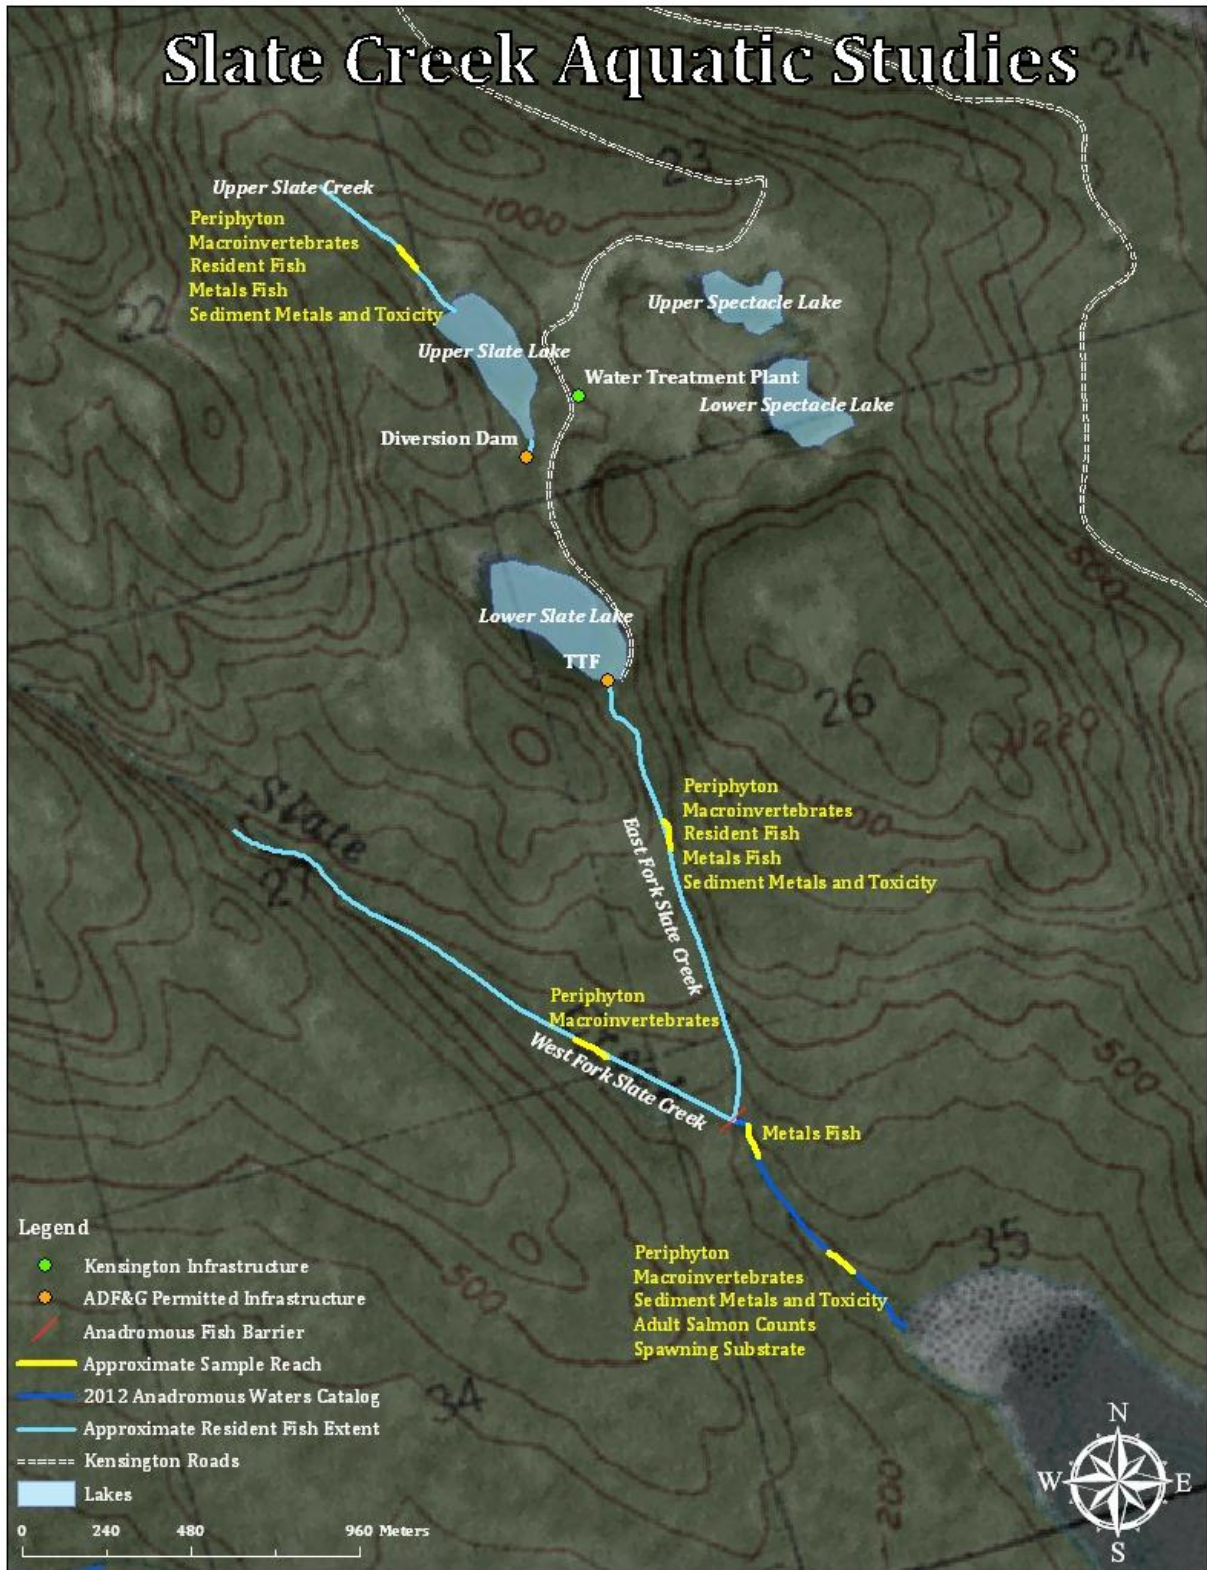 Slate Creek Aquatic Studies
24
23
Upper Slate Creek
Periphyton
Macroinvertebrates
Resident Fish
Metals Fish
Sediment Metals and Toxicity
1000
22
Upper Spectacle Lake
Upper Slate Lake
Water Treatment Plant
Lower Spectacle Lake
Diversion Dam
500
Lower Slate Lake
TTF
26
1220
Periphyton
Macroinvertebrates
Resident Fish
Metals Fish
Sediment Metals and Toxicity
1000
Slate
27
East Fork Slate Creek
Periphyton
Macroinvertebrates
West Fork Slate Creek
500
Metals Fish
35
Periphyton
Macroinvertebrates
Sediment Metals and Toxicity
Adult Salmon Counts
Spawning Substrate
500
34
200
Legend
Kensington Infrastructure
ADF&G Permitted Infrastructure
Anadromous Fish Barrier
Approximate Sample Reach
2012 Anadromous Waters Catalog
Approximate Resident Fish Extent
Kensington Roads
Lakes
0 240 480 960 Meters
N
W E
S